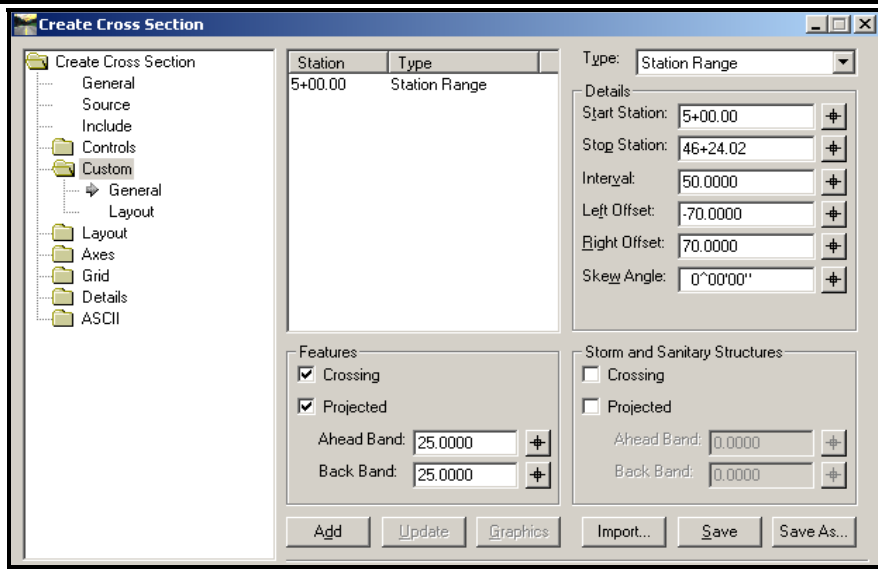 Create Cross Section
Create Cross Section
General
Source
Include
Controls
Custom
General
Layout
Layout
Axes
Grid
Details
ASCII
Station Type
5+00.00 Station Range
Type: Station Range
Details
Start Station: 5+00.00
Stop Station: 46+24.02
Interval: 50.0000
Left Offset: -70.0000
Right Offset: 70.0000
Skew Angle: 0^00'00"
Features
Crossing
Projected
Ahead Band: 25.0000
Back Band: 25.0000
Storm and Sanitary Structures
Crossing
Projected
Ahead Band: 0.0000
Back Band: 0.0000
Add Update Graphics Import... Save Save As...